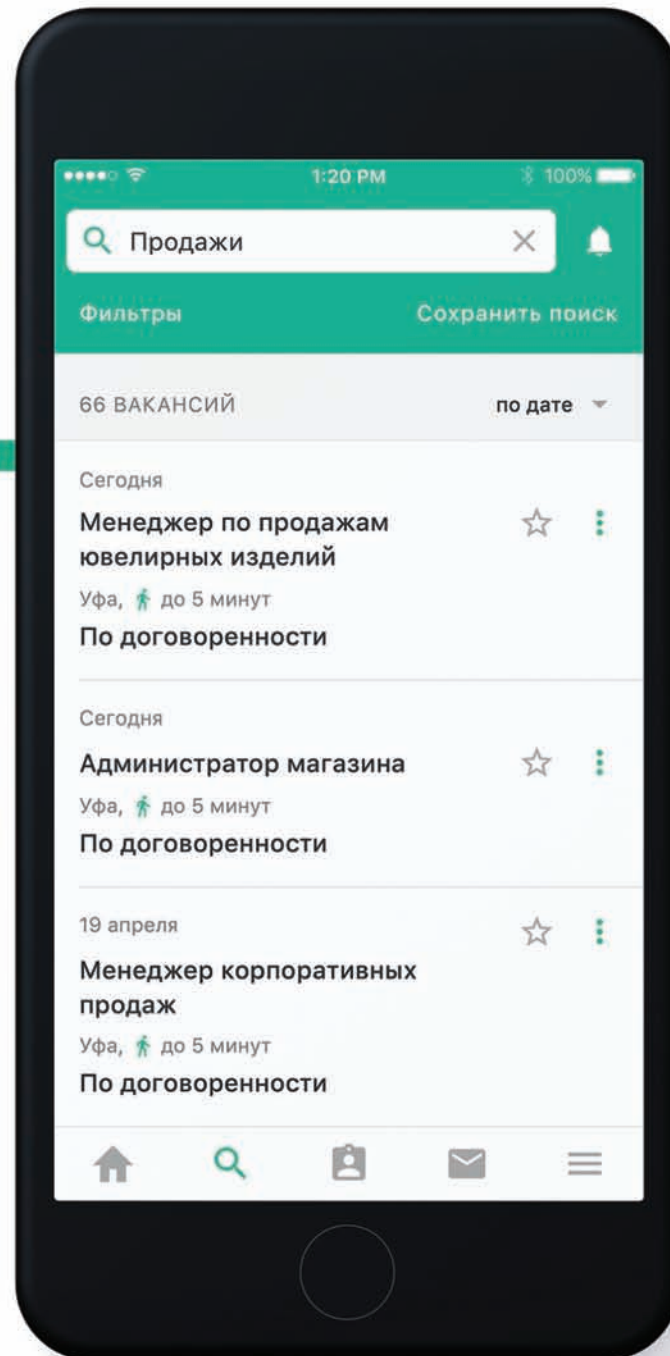 1:20 PM 100%
Продажи
Фильтры Сохранить поиск
66 ВАКАНСИЙ по дате
Сегодня
Менеджер по продажам
ювелирных изделий
Уфа, до 5 минут
По договоренности
Сегодня
Администратор магазина
Уфа, до 5 минут
По договоренности
19 апреля
Менеджер корпоративных
продаж
Уфа, до 5 минут
По договоренности